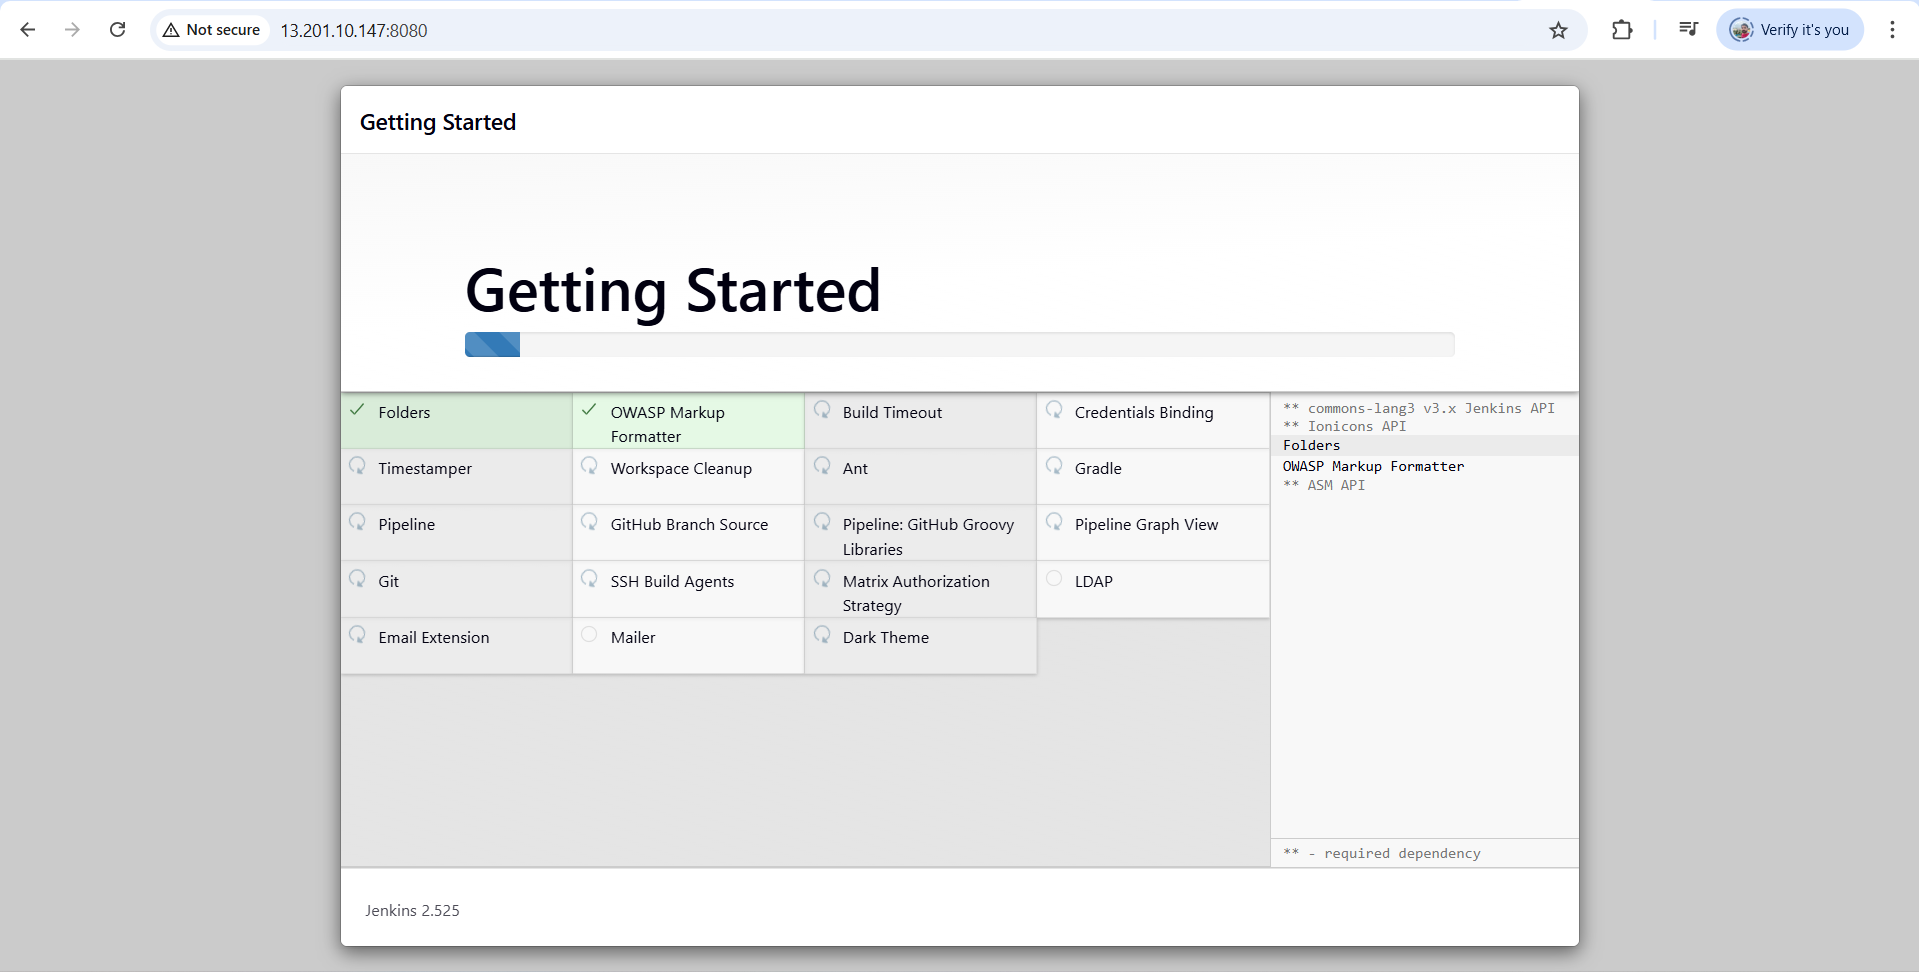 Not secure
13.201.10.147:8080
Verify it's you
Getting Started
Getting Started
Folders
OWASP Markup
Formatter
Build Timeout
Credentials Binding
Timestamper
Workspace Cleanup
Ant
Gradle
Pipeline
GitHub Branch Source
Pipeline: GitHub Groovy
Libraries
Pipeline Graph View
Git
SSH Build Agents
Matrix Authorization
Strategy
LDAP
Email Extension
Mailer
Dark Theme
** commons-lang3 v3.x Jenkins API
** Ionicons API
Folders
OWASP Markup Formatter
** ASM API
** - required dependency
Jenkins 2.525